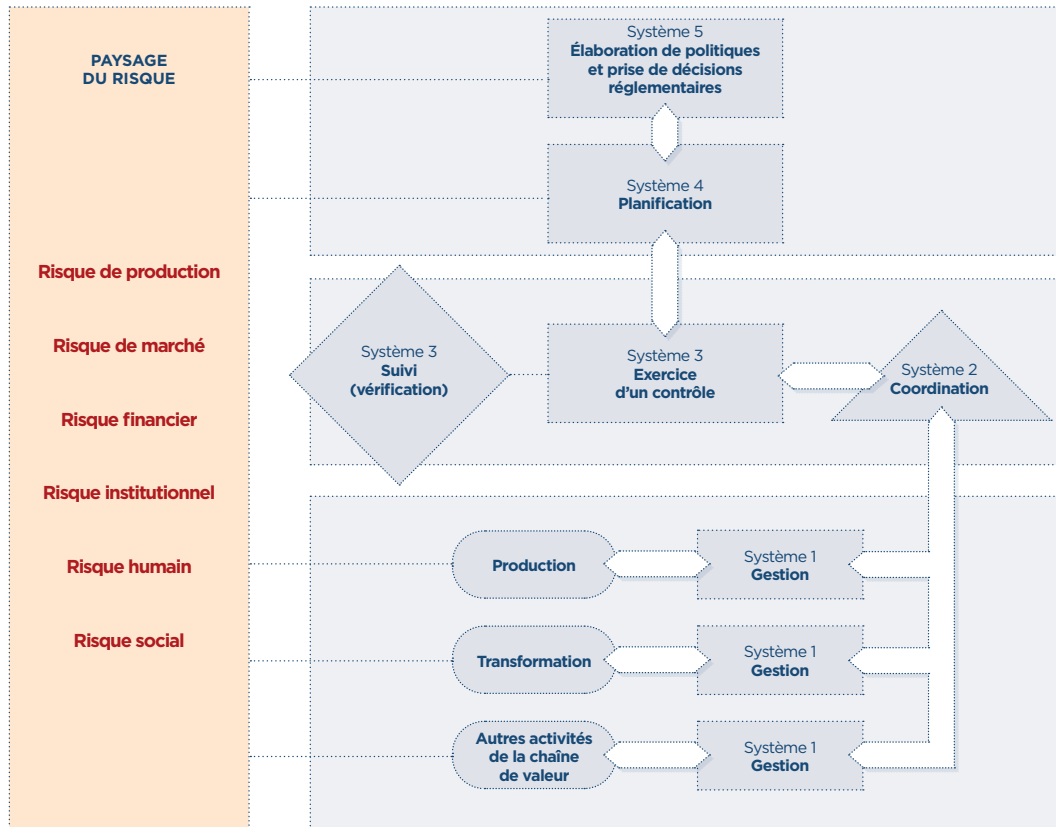 PAYSAGE
DU RISQUE
Risque de production
Risque de marché
Risque financier
Risque institutionnel
Risque humain
Risque social
Système 5
Élaboration de politiques
et prise de décisions
réglementaires
Système 4
Planification
Système 3
Suivi
(vérification)
Système 3
Exercice
d’un contrôle
Système 2
Coordination
Production
Système 1
Gestion
Transformation
Système 1
Gestion
Autres activités
de la chaîne
de valeur
Système 1
Gestion